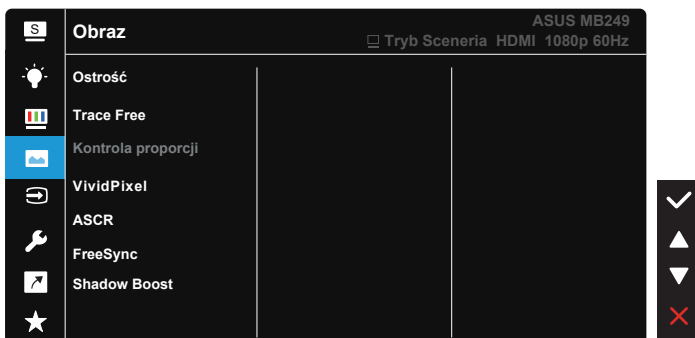 S
Obraz
ASUS MB249
Tryb Sceneria HDMI 1080p 60Hz
Ostrość
Trace Free
Kontrola proporcji
VividPixel
ASCR
FreeSync
Shadow Boost